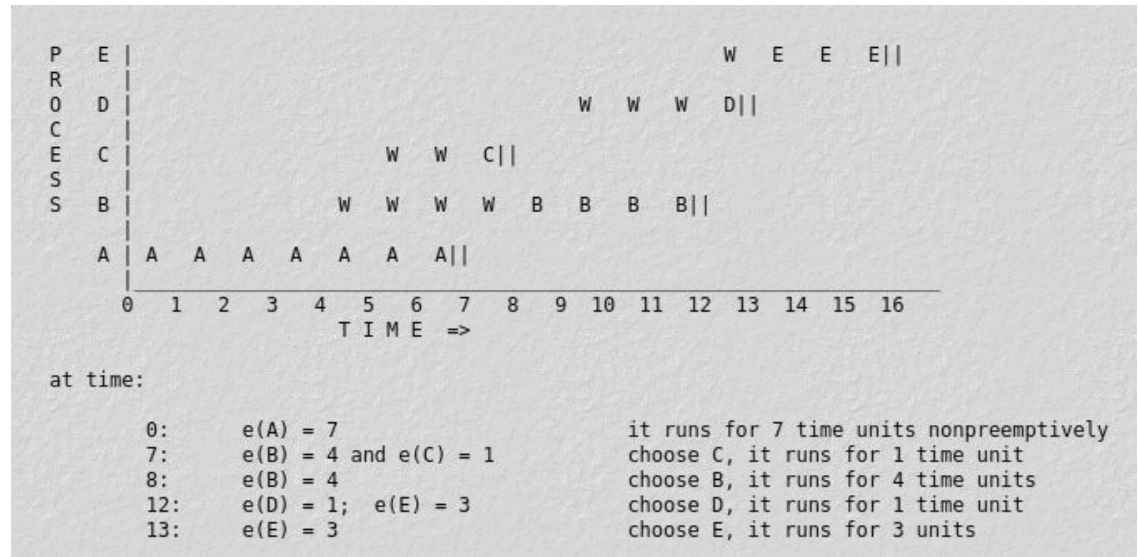 P   E |                                                 W   E   E   E||
R     |
O   D |                                     W   W   W   D||
C     |
E   C |                     W   W   C||
S     |
S   B |                 W   W   W   W   B   B   B   B||
      |
    A | A   A   A   A   A   A   A||
      |___________________________________________________________________
      0   1   2   3   4   5   6   7   8   9  10  11  12  13  14  15  16
                        T I M E  =>
at time:
        0:      e(A) = 7                        it runs for 7 time units nonpreemptively
        7:      e(B) = 4 and e(C) = 1           choose C, it runs for 1 time unit
        8:      e(B) = 4                        choose B, it runs for 4 time units
        12:     e(D) = 1;  e(E) = 3             choose D, it runs for 1 time unit
        13:     e(E) = 3                        choose E, it runs for 3 units